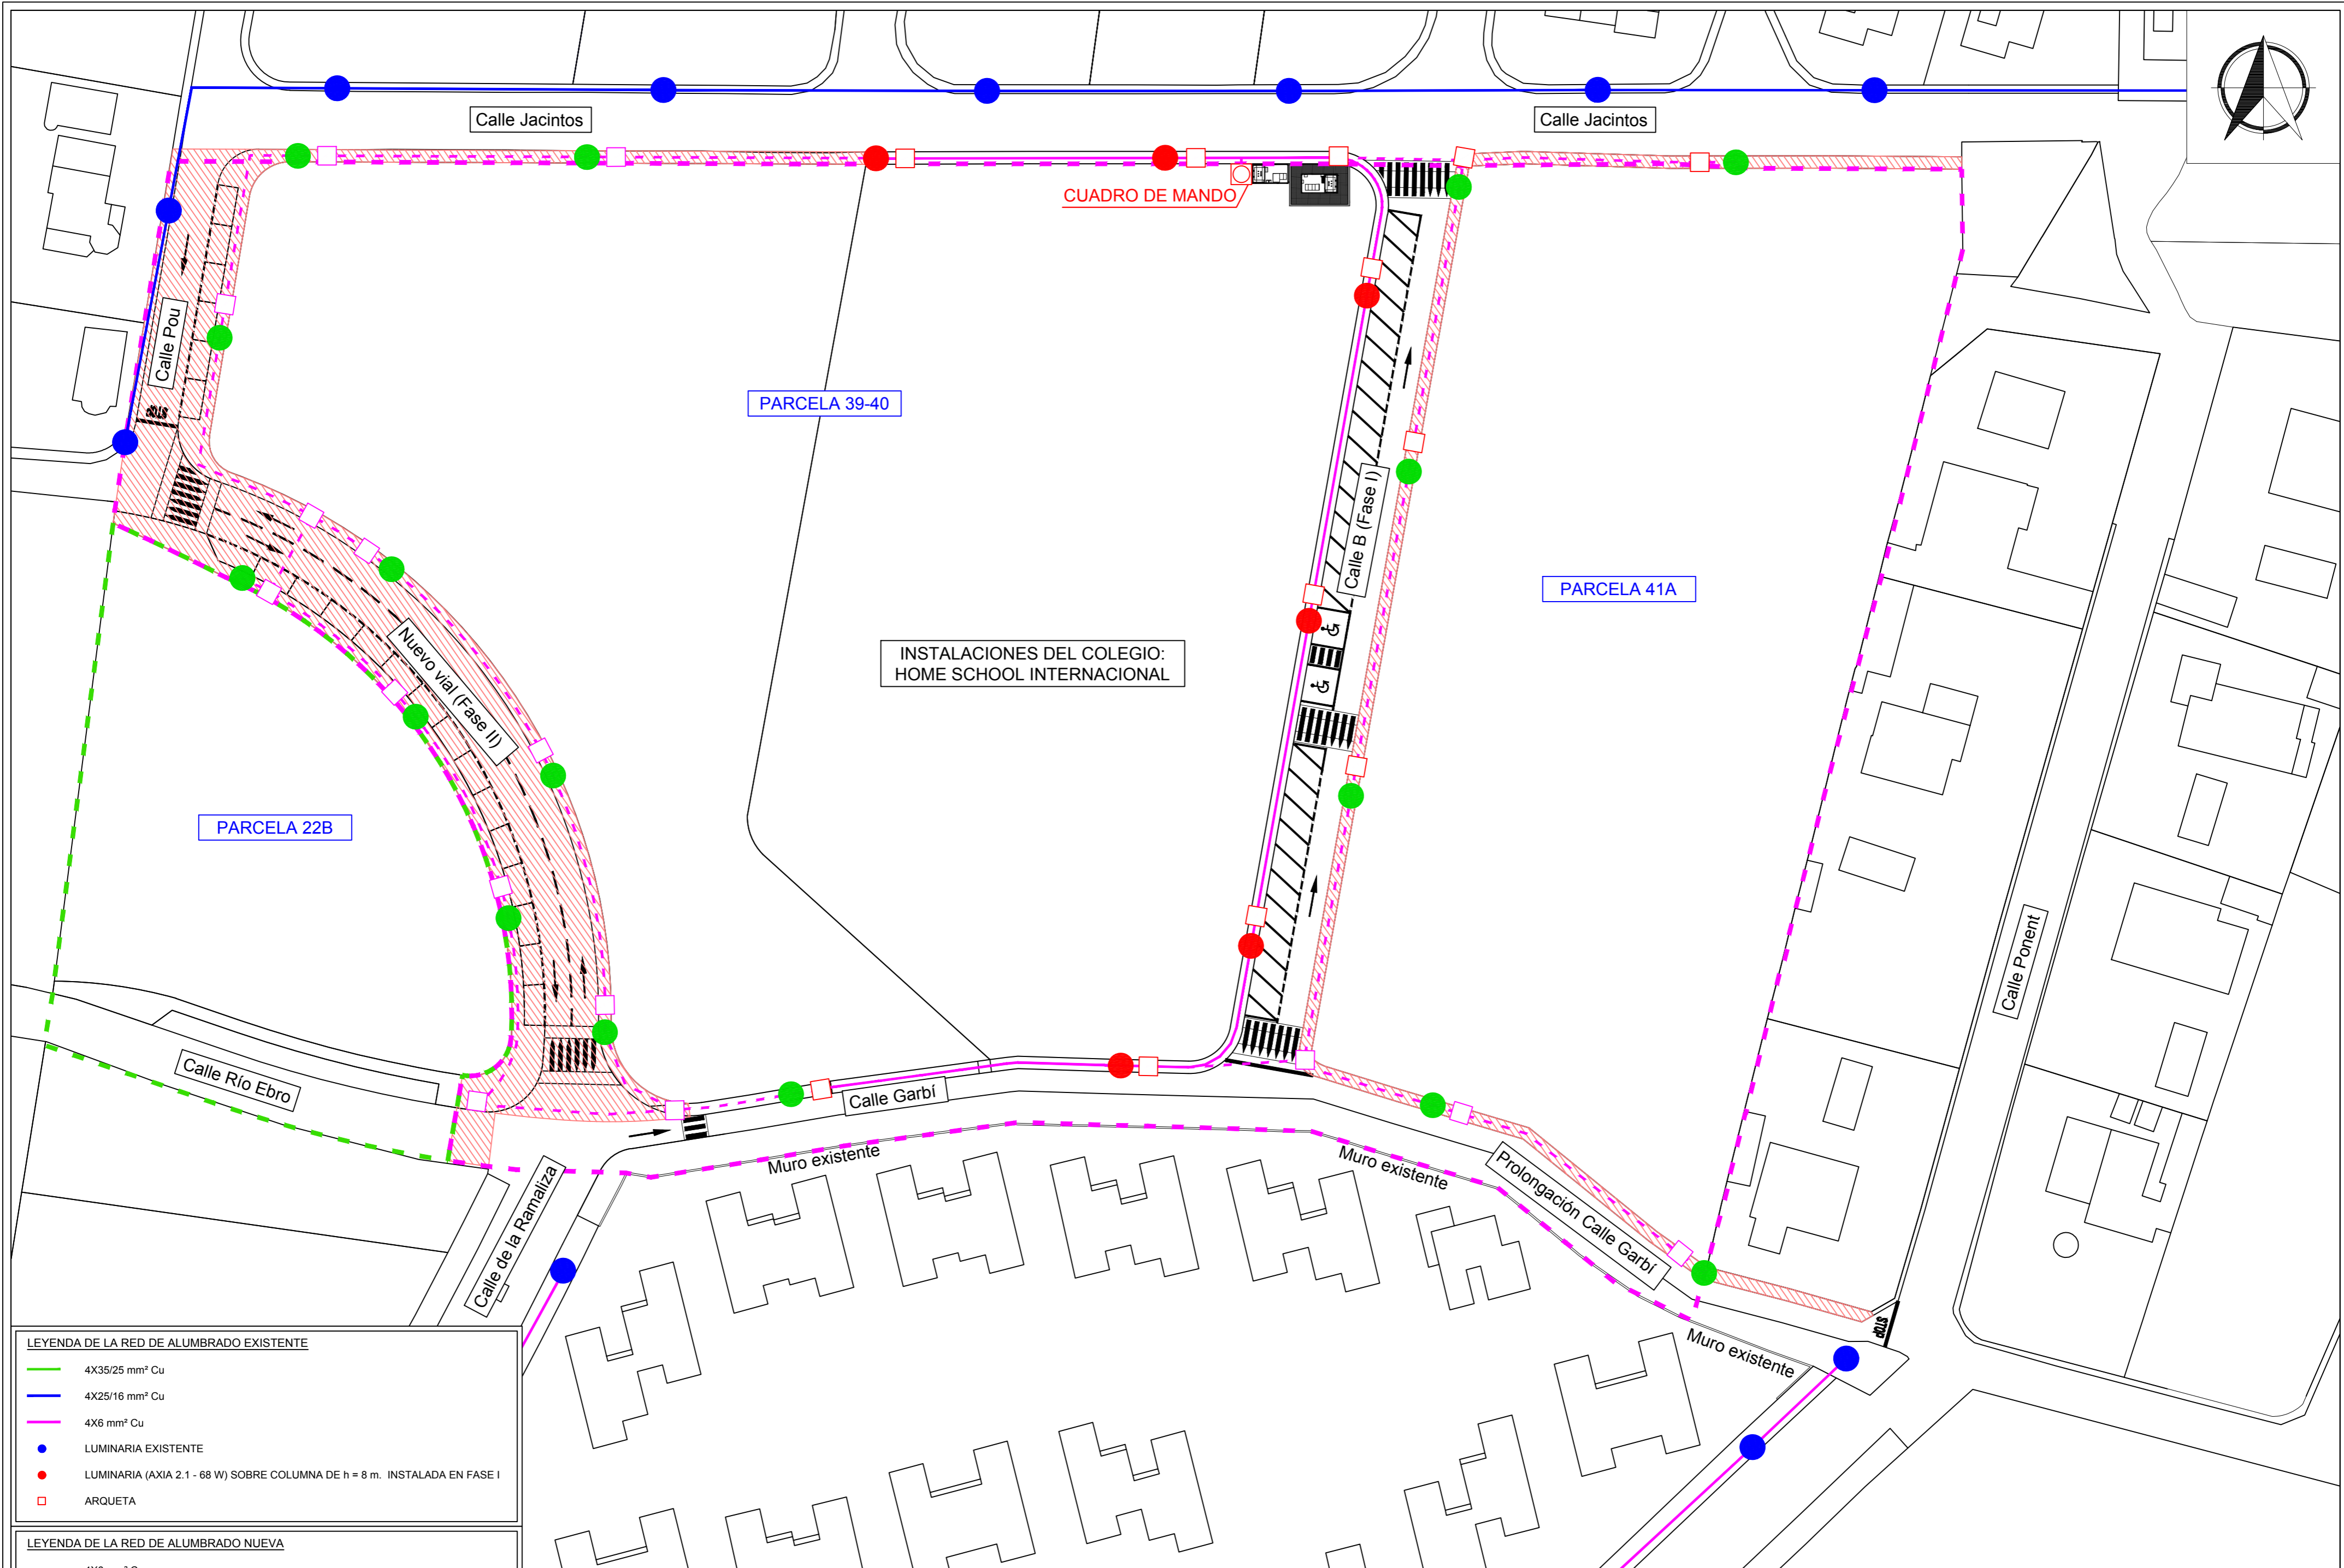 Calle Jacintos
Calle Jacintos
CUADRO DE MANDO
Calle Pou
STOP
PARCELA 39-40
Calle B (Fase I)
PARCELA 41A
Nuevo vial (Fase II)
INSTALACIONES DEL COLEGIO:
HOME SCHOOL INTERNACIONAL
PARCELA 22B
Calle Ponent
Calle Río Ebro
Calle Garbí
Muro existente
Muro existente
Prolongación Calle Garbí
Calle de la Ramaliza
STOP
Muro existente
LEYENDA DE LA RED DE ALUMBRADO EXISTENTE
4X35/25 mm² Cu
4X25/16 mm² Cu
4X6 mm² Cu
LUMINARIA EXISTENTE
LUMINARIA (AXIA 2.1 - 68 W) SOBRE COLUMNA DE h = 8 m. INSTALADA EN FASE I
ARQUETA
LEYENDA DE LA RED DE ALUMBRADO NUEVA